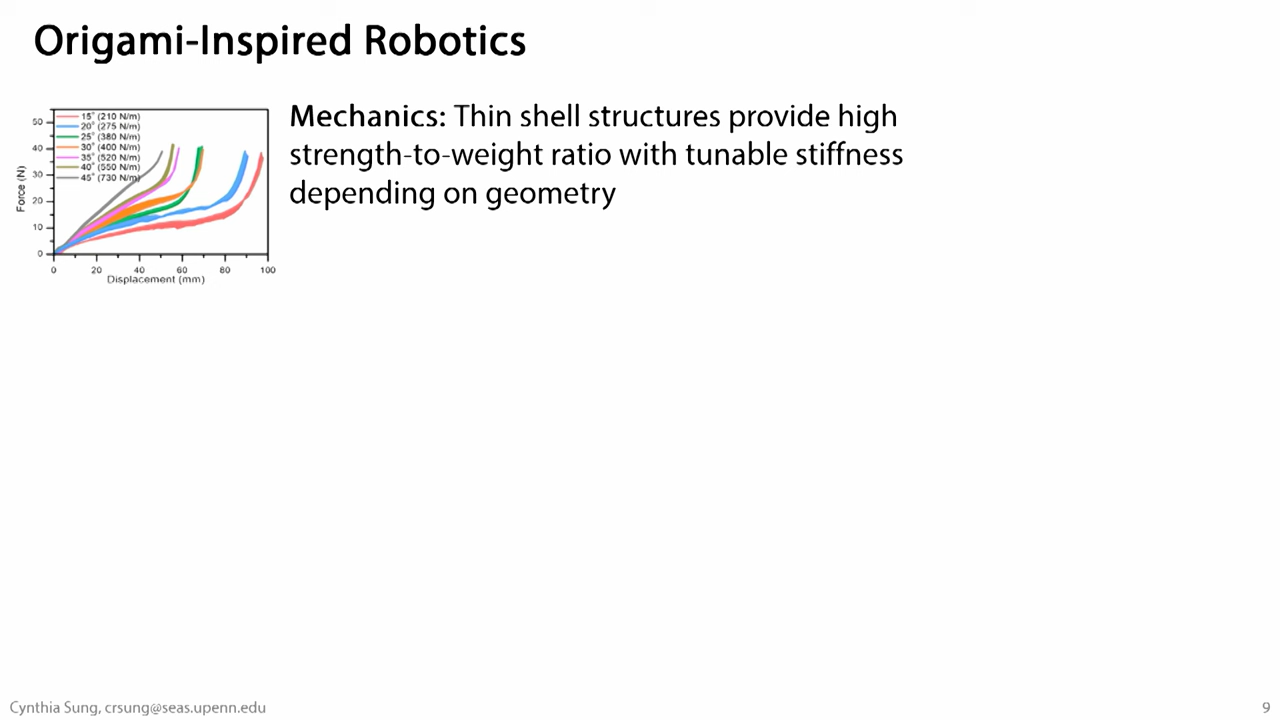 Origami-Inspired Robotics
Mechanics: Thin shell structures provide high
strength-to-weight ratio with tunable stiffness
depending on geometry
Force (N)
50
40
30
20
10
0
15° (210 N/m)
20° (275 N/m)
25° (380 N/m)
30° (400 N/m)
35° (520 N/m)
40° (550 N/m)
45° (730 N/m)
0 20 40 60 80 100
Displacement (mm)
Cynthia Sung, crsung@seas.upenn.edu
9